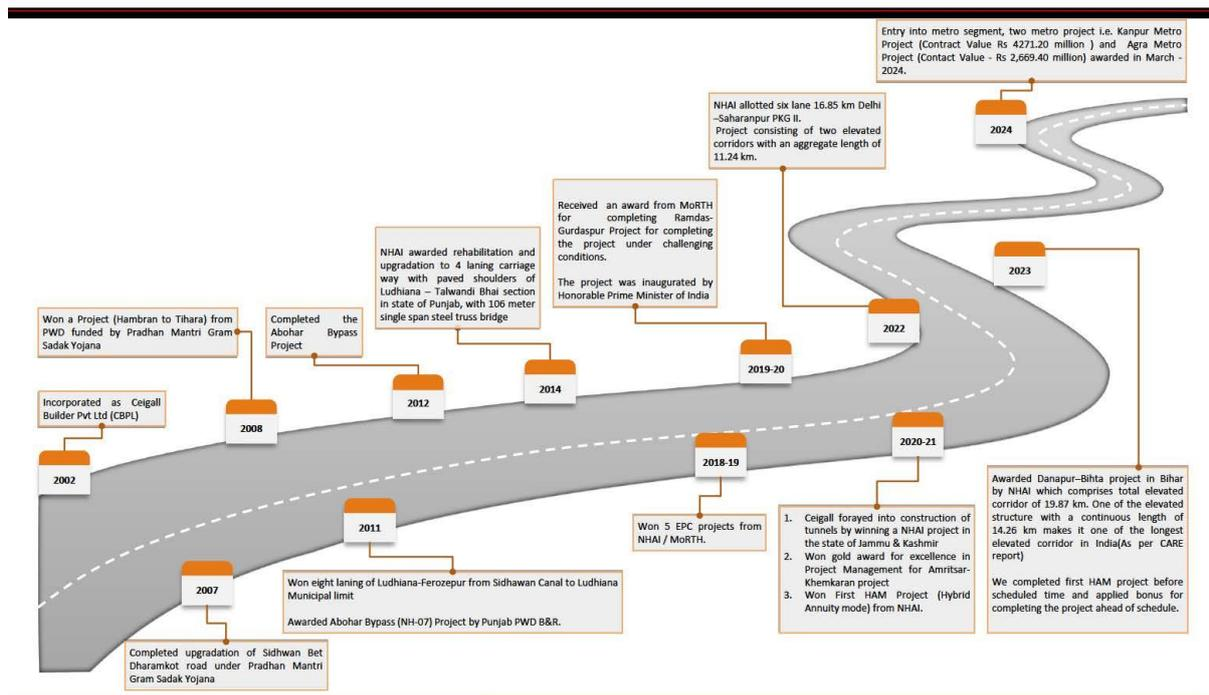 Entry into metro segment, two metro project i.e. Kanpur Metro
Project (Contract Value Rs 4271.20 million ) and Agra Metro
Project (Contact Value - Rs 2,669.40 million) awarded in March -
2024.
2024
NHAI allotted six lane 16.85 km Delhi
–Saharanpur PKG II.
Project consisting of two elevated
corridors with an aggregate length of
11.24 km.
2022
Received an award from MoRTH
for completing Ramdas-
Gurdaspur Project for completing
the project under challenging
conditions.
The project was inaugurated by
Honorable Prime Minister of India
2019-20
NHAI awarded rehabilitation and
upgradation to 4 laning carriage
way with paved shoulders of
Ludhiana – Talwandi Bhai section
in state of Punjab, with 106 meter
single span steel truss bridge
2014
Completed the
Abohar Bypass
Project
2012
Won a Project (Hambran to Tihara) from
PWD funded by Pradhan Mantri Gram
Sadak Yojana
2008
Incorporated as Ceigall
Builder Pvt Ltd (CBPL)
2002
2023
Awarded Danapur–Bihta project in Bihar
by NHAI which comprises total elevated
corridor of 19.87 km. One of the elevated
structure with a continuous length of
14.26 km makes it one of the longest
elevated corridor in India(As per CARE
report)
We completed first HAM project before
scheduled time and applied bonus for
completing the project ahead of schedule.
2020-21
1. Ceigall forayed into construction of
tunnels by winning a NHAI project in
the state of Jammu & Kashmir
2. Won gold award for excellence in
Project Management for Amritsar-
Khemkaran project
3. Won First HAM Project (Hybrid
Annuity mode) from NHAI.
2018-19
Won 5 EPC projects from
NHAI / MoRTH.
2011
Won eight laning of Ludhiana-Ferozepur from Sidhawan Canal to Ludhiana
Municipal limit
Awarded Abohar Bypass (NH-07) Project by Punjab PWD B&R.
2007
Completed upgradation of Sidhwan Bet
Dharamkot road under Pradhan Mantri
Gram Sadak Yojana